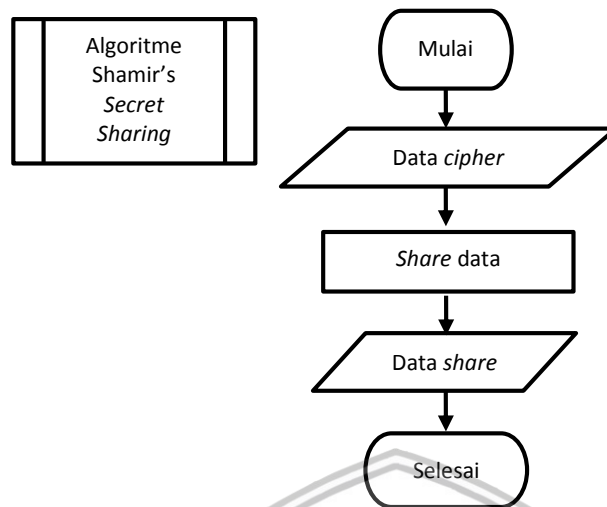 Algoritme
Shamir’s
Secret
Sharing
Mulai
Data cipher
Share data
Data share
Selesai